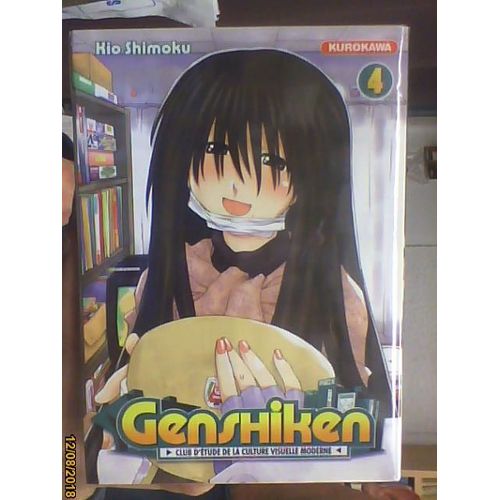 Kio Shimoku
KUROKAWA
4
Genshiken
CLUB D'ÉTUDE DE LA CULTURE VISUELLE MODERNE
12/08/2018